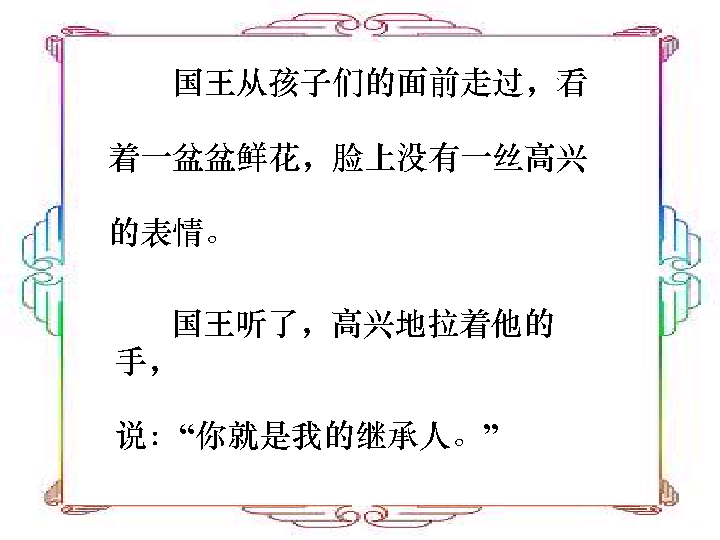 国王从孩子们的面前走过，看
着一盆盆鲜花，脸上没有一丝高兴
的表情。
国王听了，高兴地拉着他的
手，
说：“你就是我的继承人。”